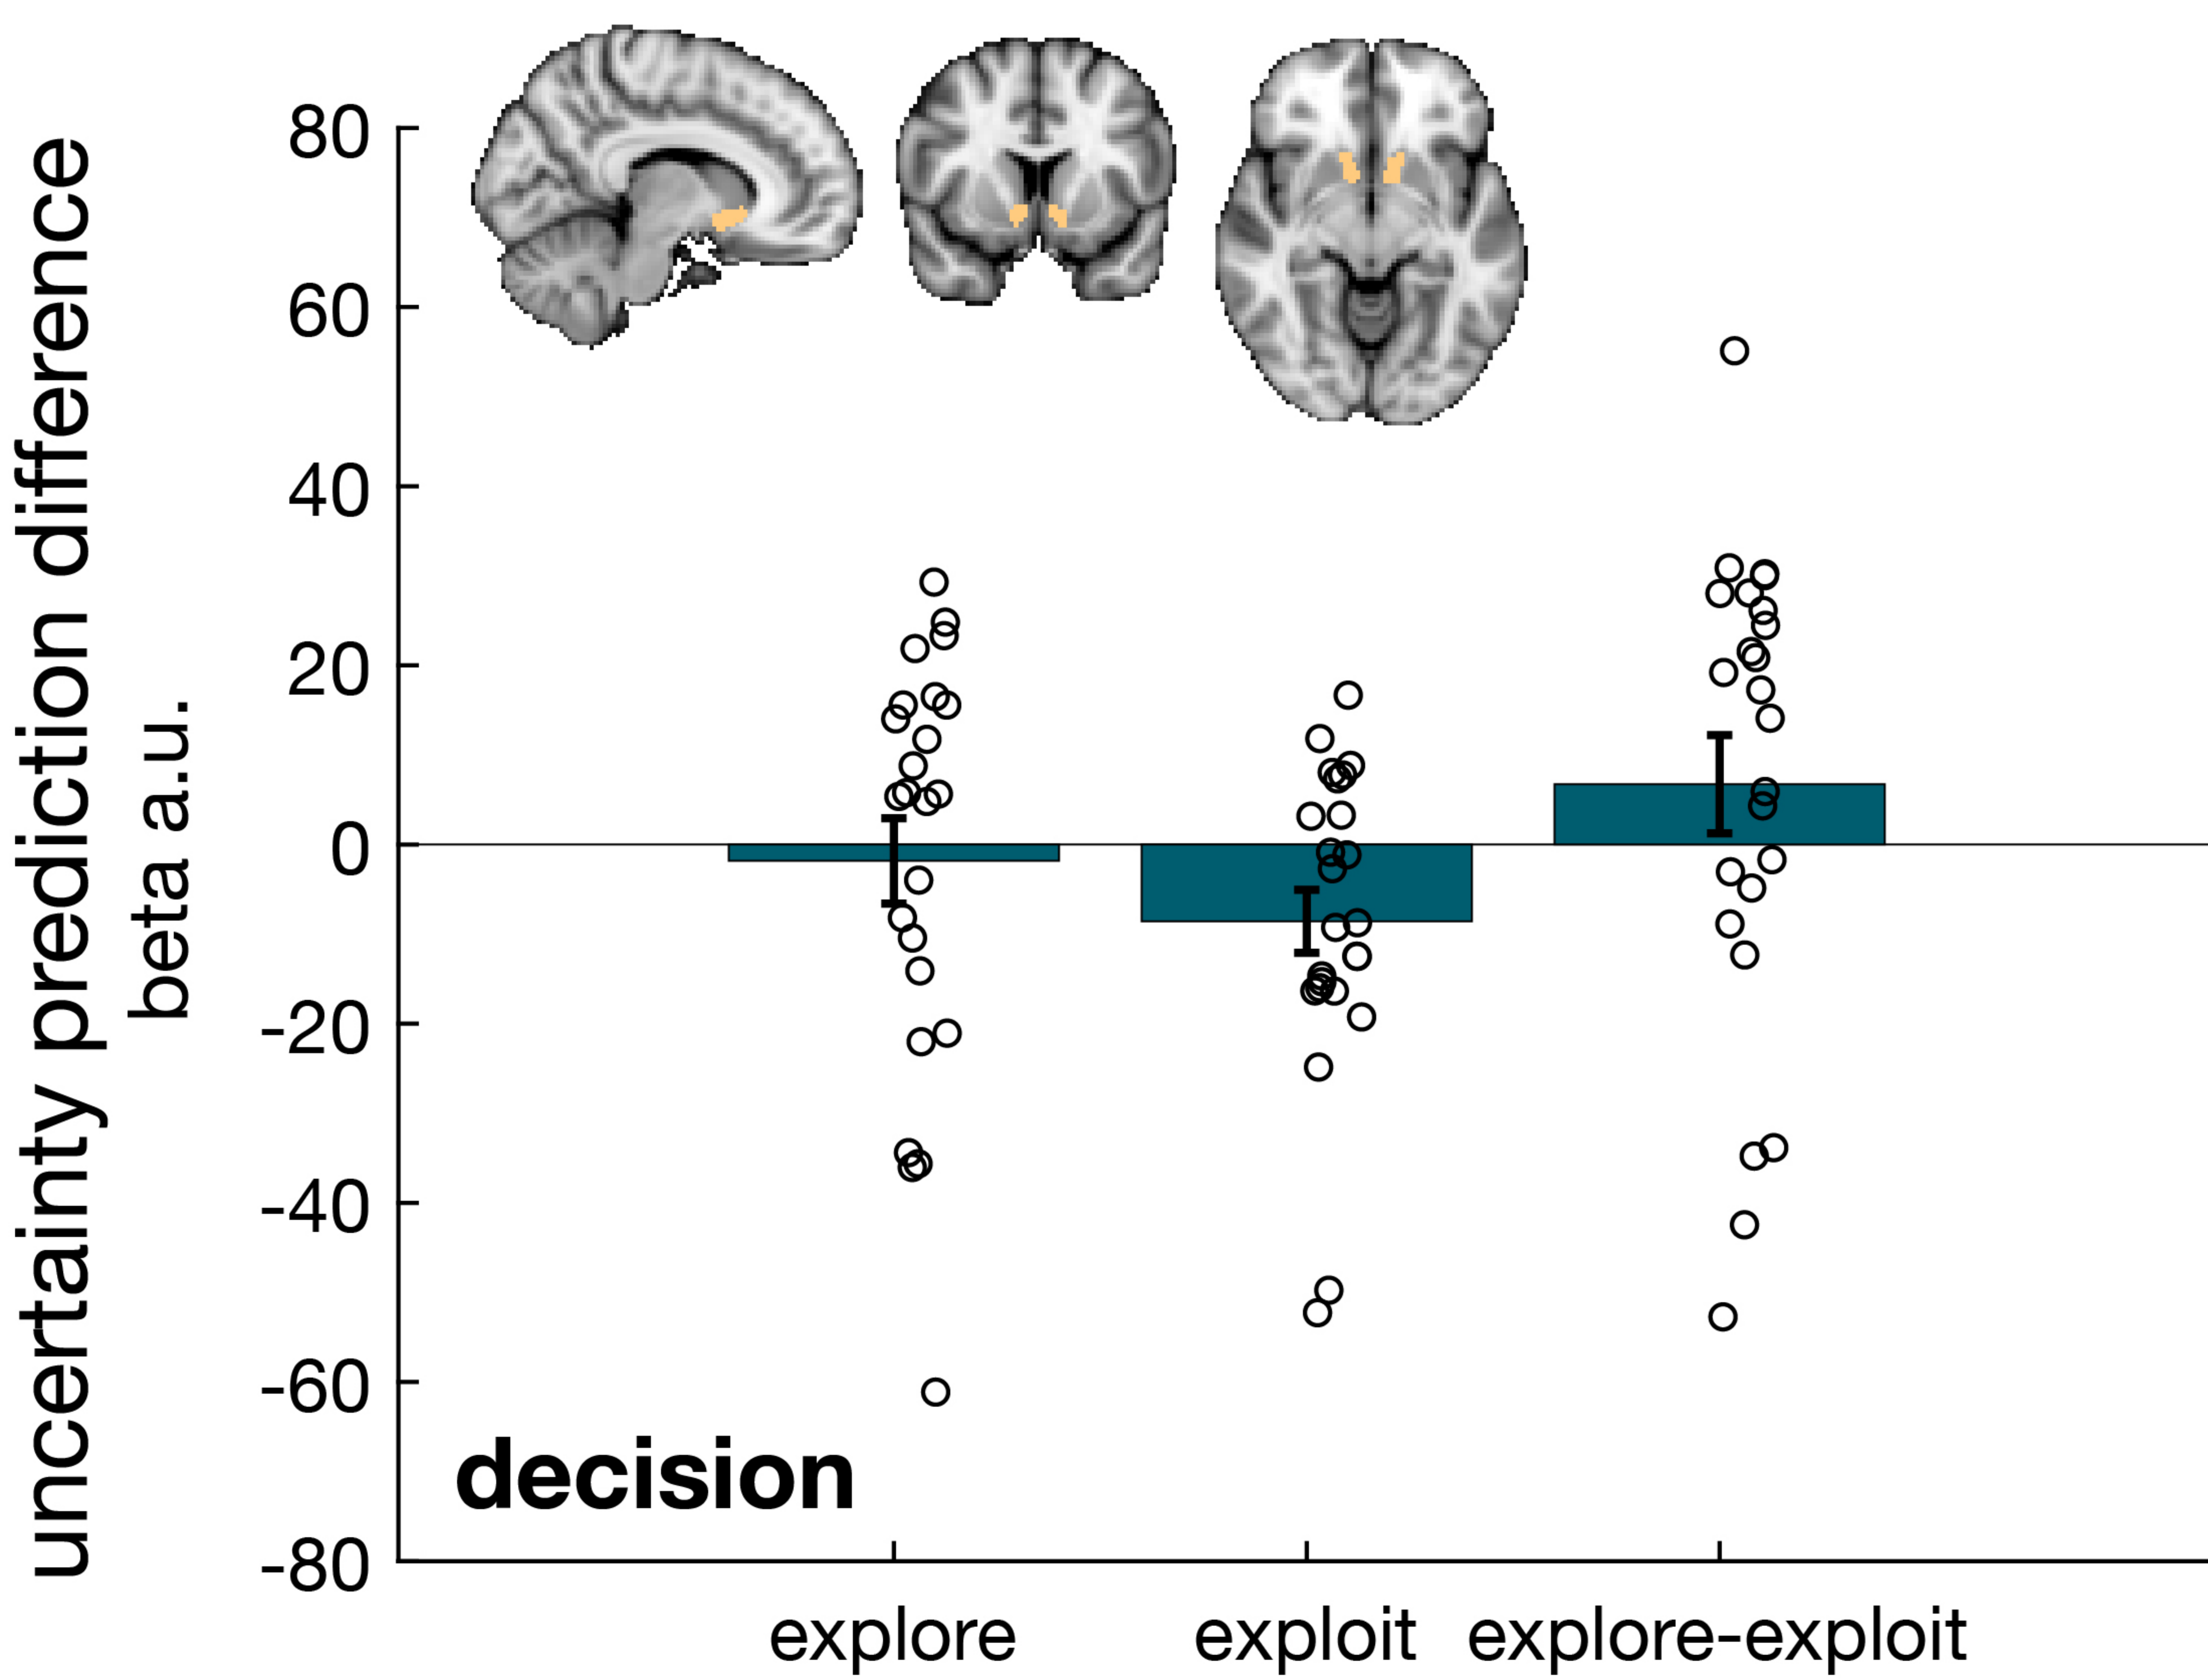 uncertainty prediction difference
beta a.u.
80
60
40
20
0
-20
-40
-60
-80
decision
explore
exploit
explore-exploit